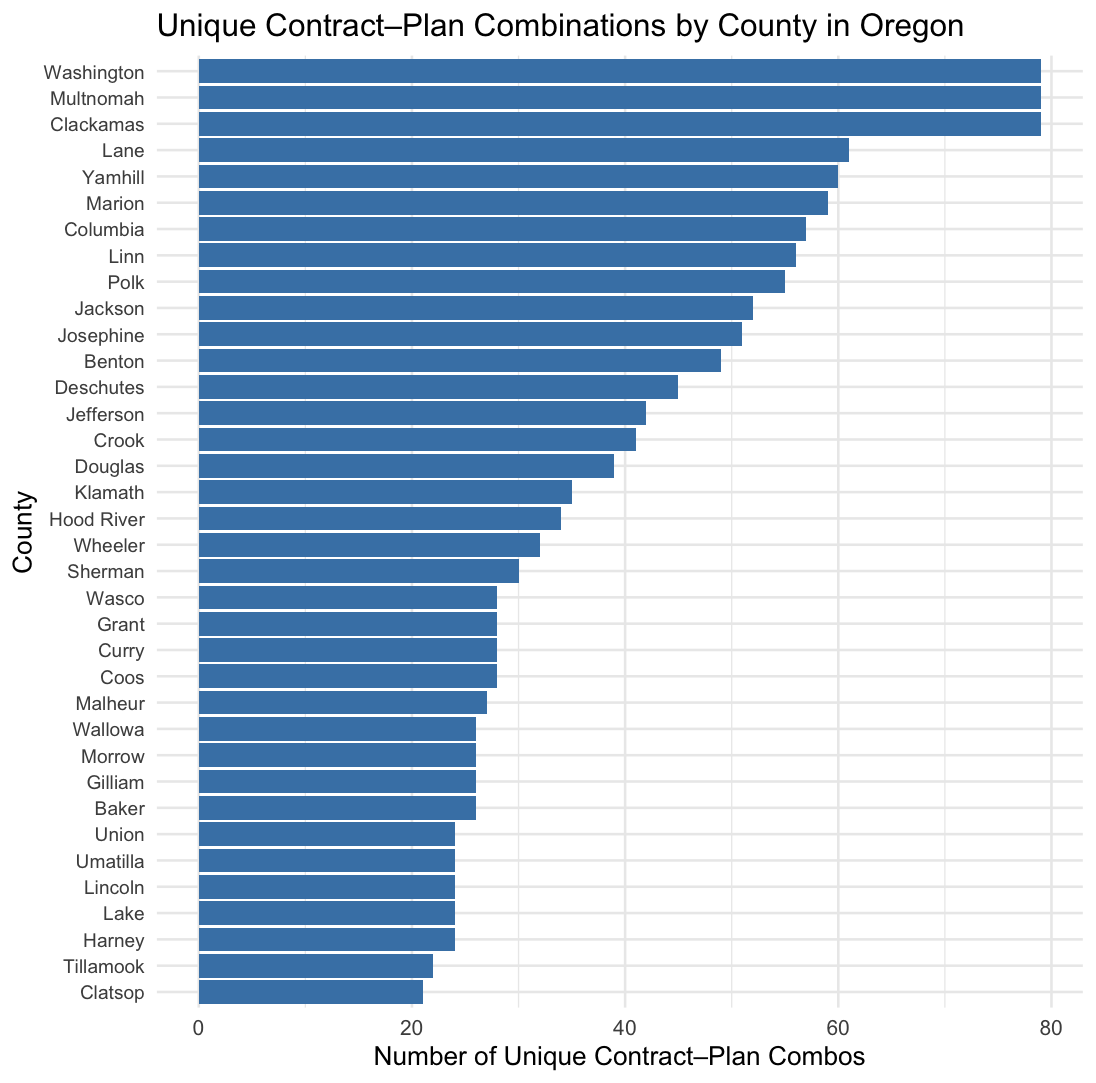 Unique Contract–Plan Combinations by County in Oregon
Washington
Multnomah
Clackamas
Lane
Yamhill
Marion
Columbia
Linn
Polk
Jackson
Josephine
Benton
Deschutes
Jefferson
Crook
Douglas
Klamath
Hood River
Wheeler
Sherman
Wasco
Grant
Curry
Coos
Malheur
Wallowa
Morrow
Gilliam
Baker
Union
Umatilla
Lincoln
Lake
Harney
Tillamook
Clatsop
County
0 20 40 60 80
Number of Unique Contract–Plan Combos